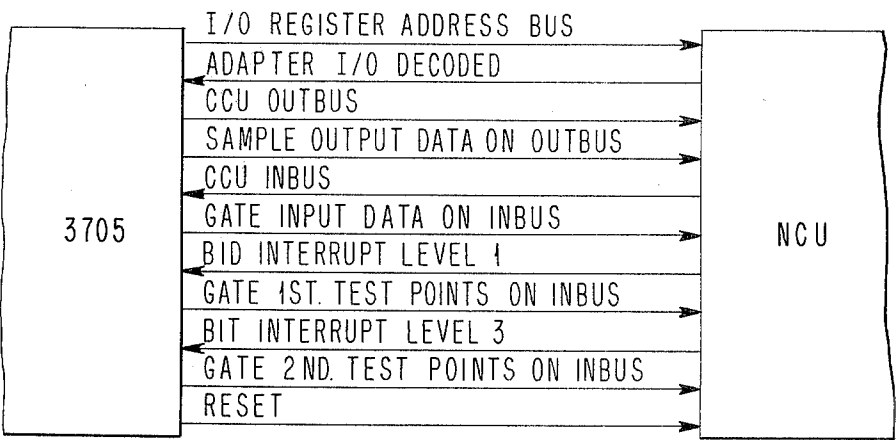 I/O REGISTER ADDRESS BUS
ADAPTER I/O DECODED
CCU OUTBUS
SAMPLE OUTPUT DATA ON OUTBUS
CCU INBUS
GATE INPUT DATA ON INBUS
3705
NCU
BID INTERRUPT LEVEL 1
GATE 1ST. TEST POINTS ON INBUS
BIT INTERRUPT LEVEL 3
GATE 2ND. TEST POINTS ON INBUS
RESET